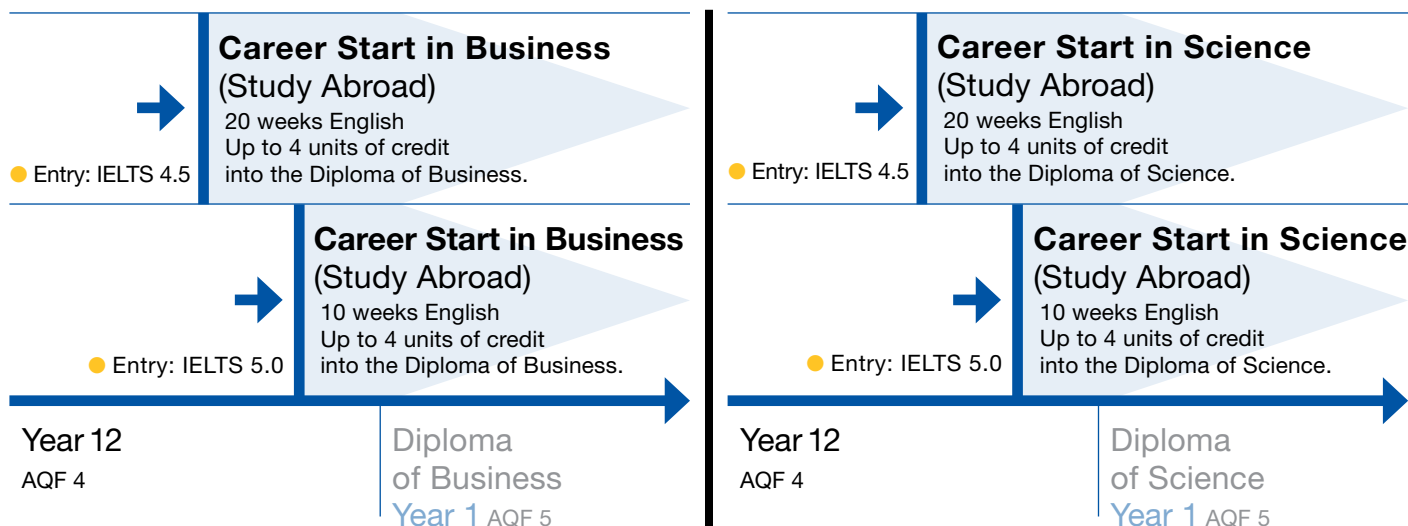 Career Start in Business
(Study Abroad)
20 weeks English
Up to 4 units of credit
into the Diploma of Business.
Entry: IELTS 4.5
Career Start in Business
(Study Abroad)
10 weeks English
Up to 4 units of credit
into the Diploma of Business.
Entry: IELTS 5.0
Year 12
AQF 4
Diploma
of Business
Year 1 AQF 5
Career Start in Science
(Study Abroad)
20 weeks English
Up to 4 units of credit
into the Diploma of Science.
Entry: IELTS 4.5
Career Start in Science
(Study Abroad)
10 weeks English
Up to 4 units of credit
into the Diploma of Science.
Entry: IELTS 5.0
Year 12
AQF 4
Diploma
of Science
Year 1 AQF 5